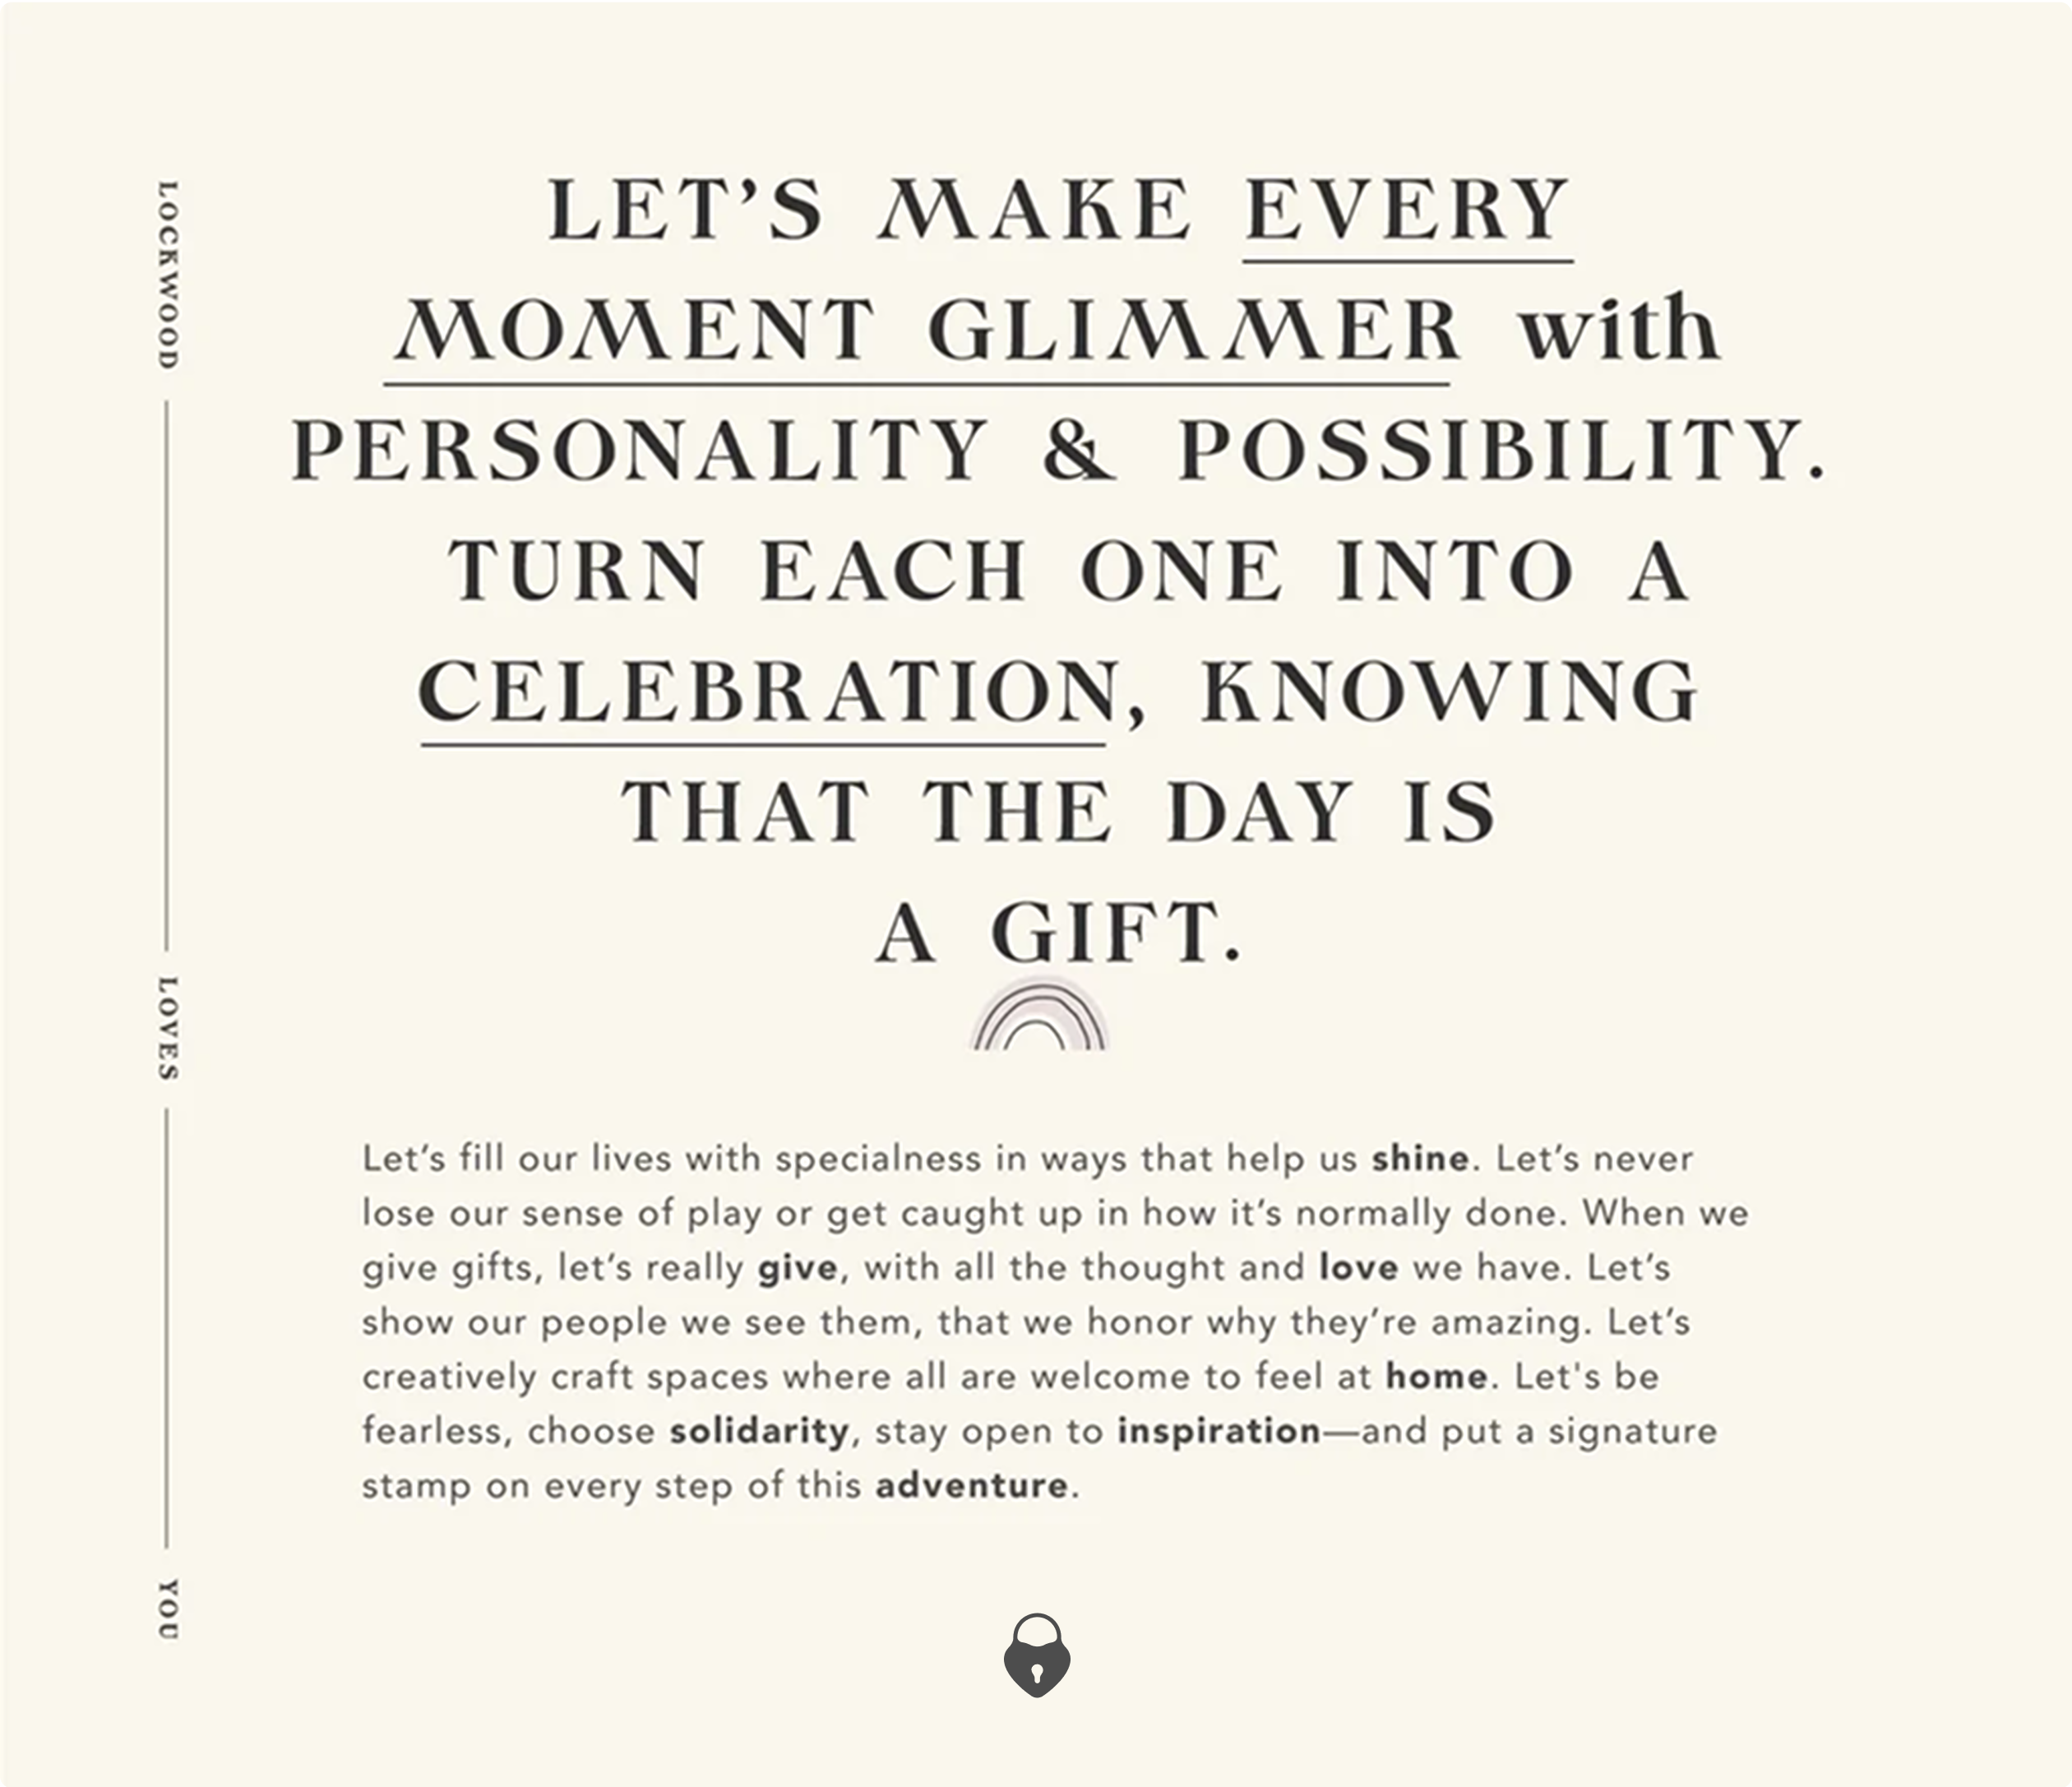 LOCKWOOD
LOVES
YOU
LET’S MAKE EVERY
MOMENT GLIMMER with
PERSONALITY & POSSIBILITY.
TURN EACH ONE INTO A
CELEBRATION, KNOWING
THAT THE DAY IS
A GIFT.
Let’s fill our lives with specialness in ways that help us shine. Let’s never
lose our sense of play or get caught up in how it’s normally done. When we
give gifts, let’s really give, with all the thought and love we have. Let’s
show our people we see them, that we honor why they’re amazing. Let’s
creatively craft spaces where all are welcome to feel at home. Let's be
fearless, choose solidarity, stay open to inspiration—and put a signature
stamp on every step of this adventure.